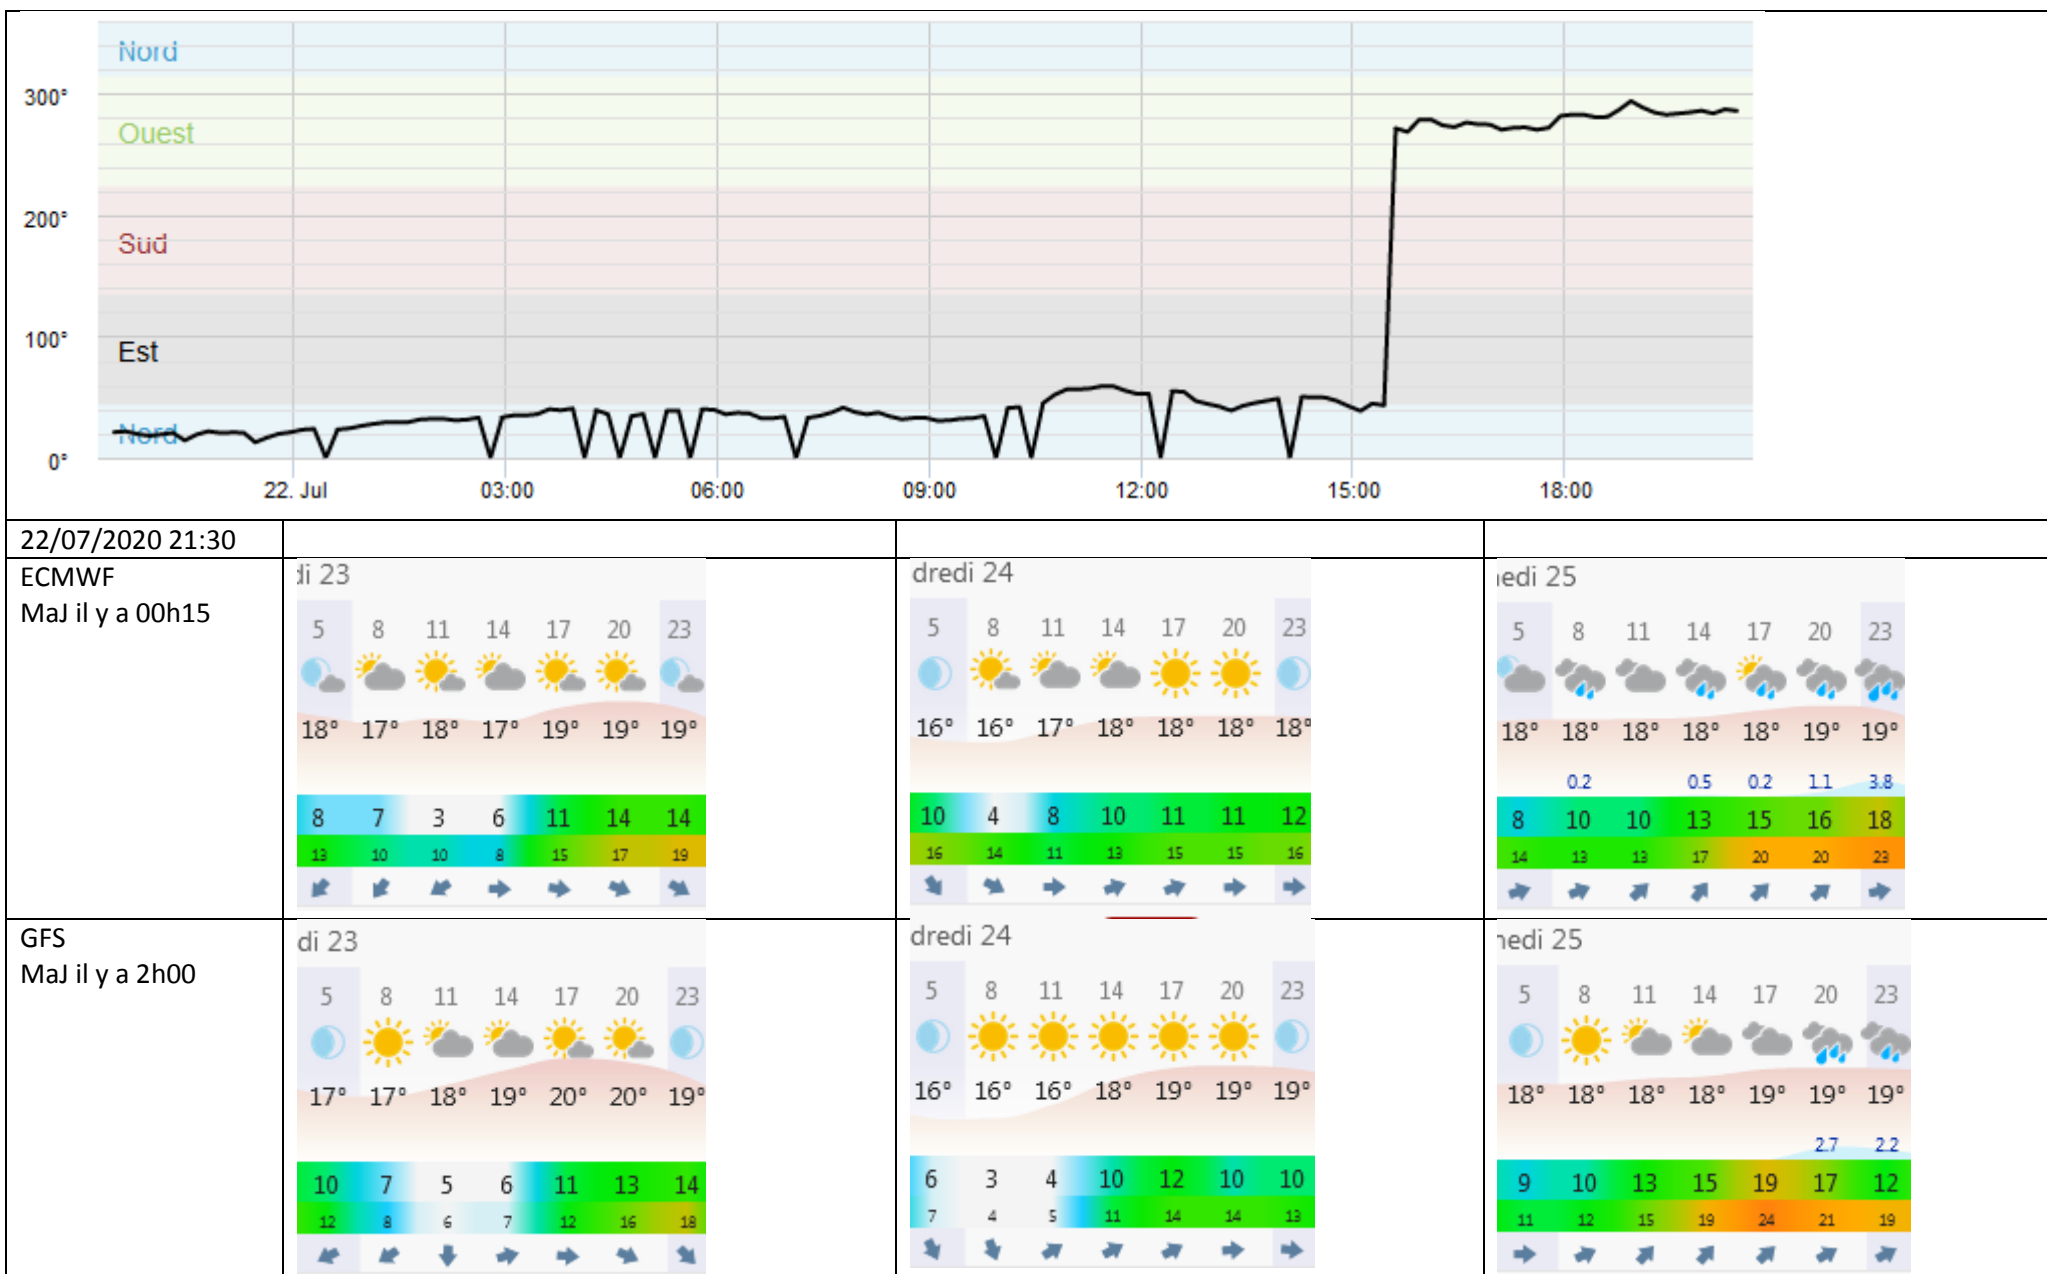 Nord
300°
Ouest
200°
Sud
100°
Est
Nord
0°
22. Jul 03:00 06:00 09:00 12:00 15:00 18:00
22/07/2020 21:30
ECMWF
MaJ il y a 00h15
di 23
5 8 11 14 17 20 23
18° 17° 18° 17° 19° 19° 19°
8 7 3 6 11 14 14
13 10 10 8 15 17 19
dredi 24
5 8 11 14 17 20 23
16° 16° 17° 18° 18° 18° 18°
10 4 8 10 11 11 12
16 14 11 13 15 15 16
edi 25
5 8 11 14 17 20 23
18° 18° 18° 18° 18° 19° 19°
0.2 0.5 0.2 1.1 3.8
8 10 10 13 15 16 18
14 13 13 17 20 20 23
GFS
MaJ il y a 2h00
di 23
5 8 11 14 17 20 23
17° 17° 18° 19° 20° 20° 19°
10 7 5 6 11 13 14
12 8 6 7 12 16 18
dredi 24
5 8 11 14 17 20 23
16° 16° 16° 18° 19° 19° 19°
6 3 4 10 12 10 10
7 4 5 11 14 14 13
nedi 25
5 8 11 14 17 20 23
18° 18° 18° 18° 19° 19° 19°
2.7 2.2
9 10 13 15 19 17 12
11 12 15 19 24 21 19